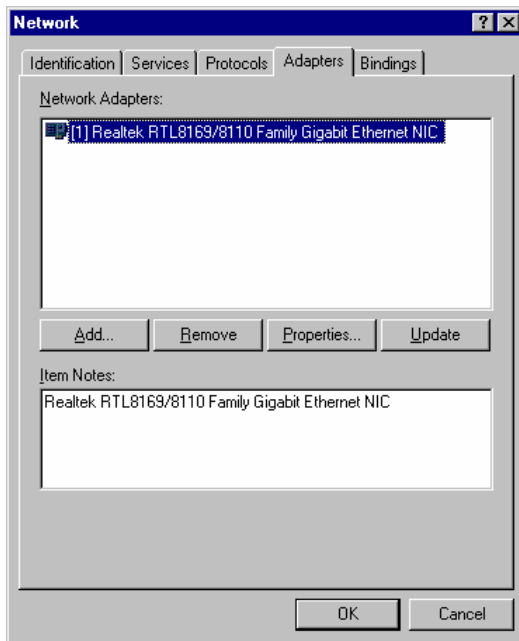 Network
Identification Services Protocols Adapters Bindings
Network Adapters:
[1] Realtek RTL8169/8110 Family Gigabit Ethernet NIC
Add... Remove Properties... Update
Item Notes:
Realtek RTL8169/8110 Family Gigabit Ethernet NIC
OK Cancel